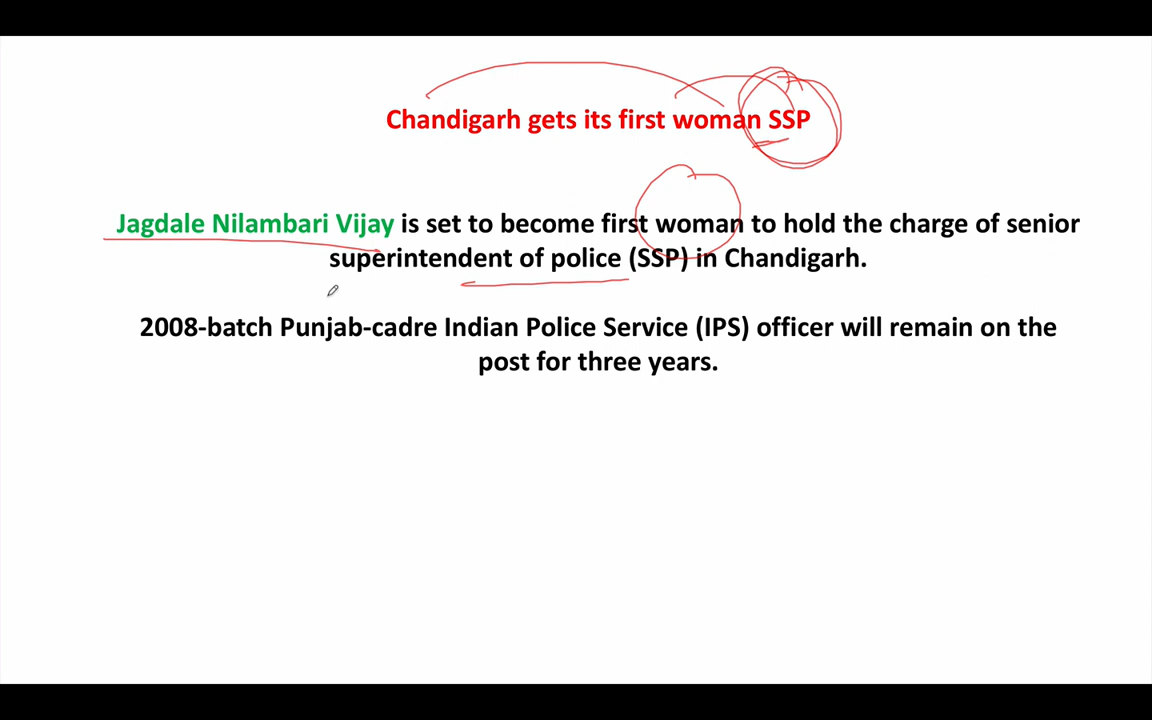 Chandigarh gets its first woman SSP
Jagdale Nilambari Vijay is set to become first woman to hold the charge of senior
superintendent of police (SSP) in Chandigarh.
2008-batch Punjab-cadre Indian Police Service (IPS) officer will remain on the
post for three years.